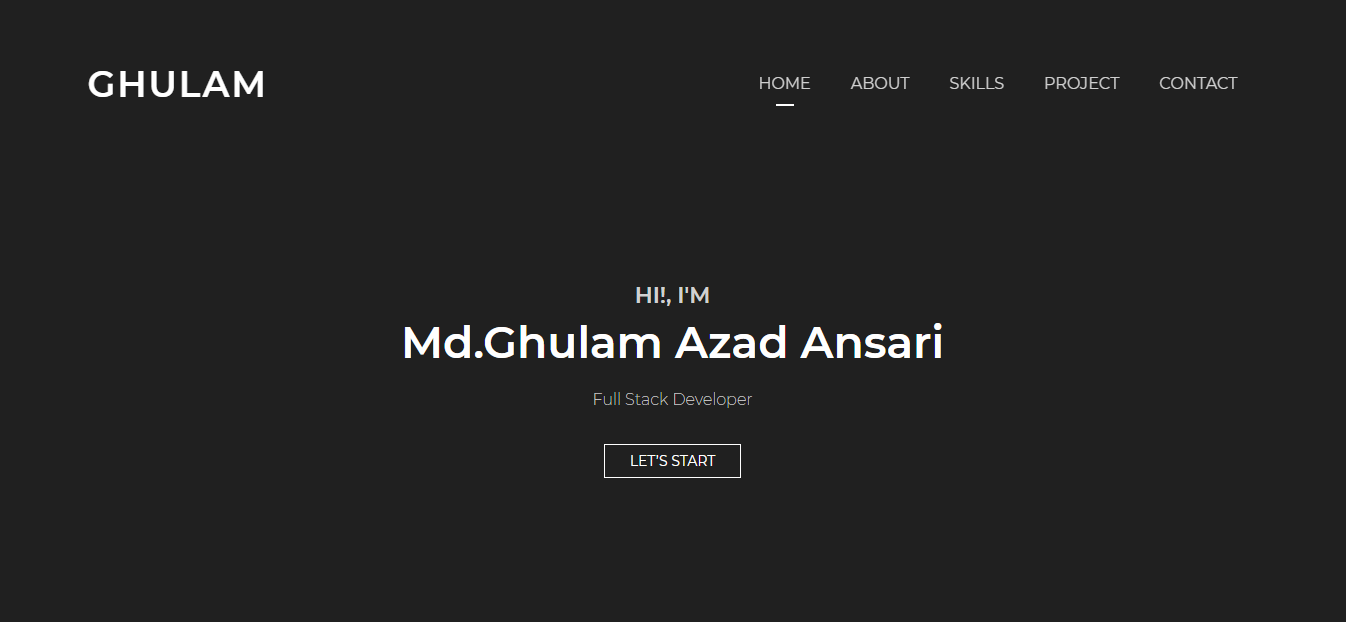 GHULAM
HOME ABOUT SKILLS PROJECT CONTACT
HI!, I'M
Md.Ghulam Azad Ansari
Full Stack Developer
LET'S START